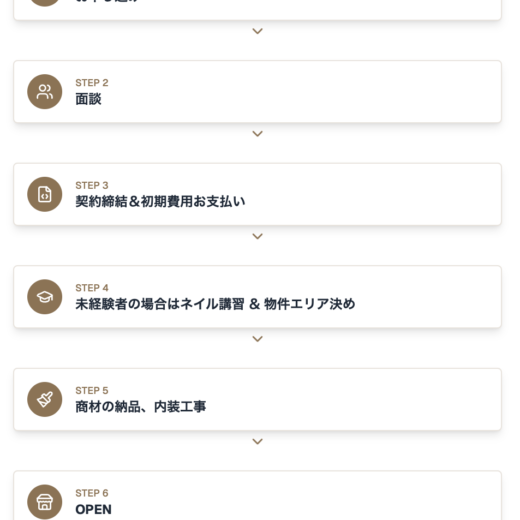 STEP 2
面談
STEP 3
契約締結＆初期費用お支払い
STEP 4
未経験者の場合はネイル講習 & 物件エリア決め
STEP 5
商材の納品、内装工事
STEP 6
OPEN